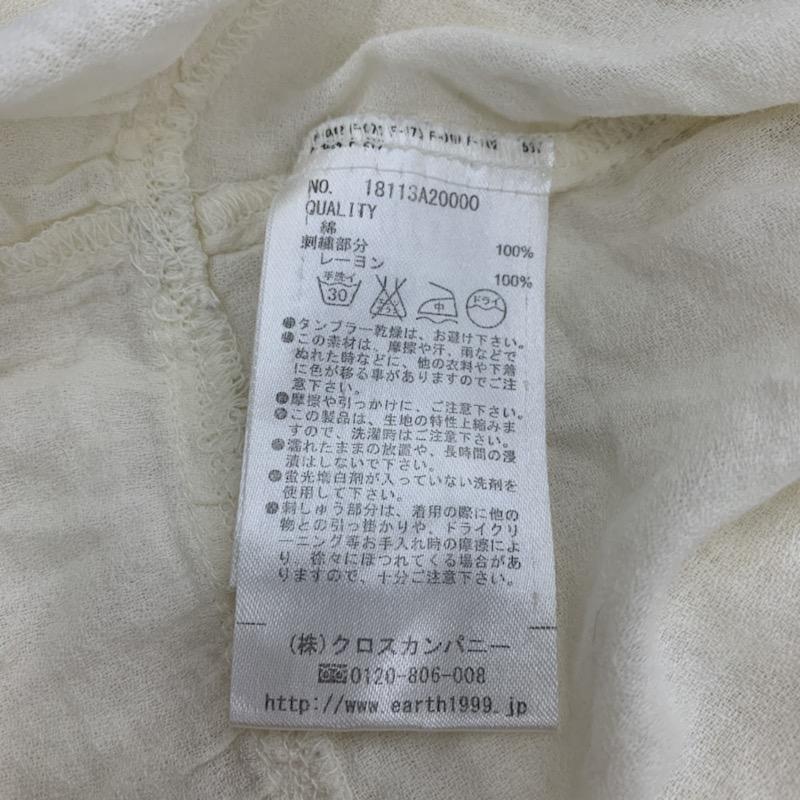 NO. 18113A20000
QUALITY
綿 100%
刺繍部分
レーヨン 100%
手洗イ 30 中 ドライ
●タンブラー乾燥は、お避け下さい。
●この素材は、摩擦や汗、雨などで
ぬれた時などに、他の衣料や下着
に色が移る事がありますのでご注
意下さい。
●摩擦や引っかけに、ご注意下さい。
●この製品は、生地の特性上縮みま
すので、洗濯時はご注意下さい。
●濡れたままの放置や、長時間の浸
漬はしないで下さい。
●蛍光増白剤が入っていない洗剤を
使用して下さい。
●刺しゅう部分は、着用の際に他の
物との引っ掛かりや、ドライクリ
ーニング等お手入れ時の摩擦によ
り、徐々にほつれてくる場合があ
りますので、十分ご注意下さい。
(株)クロスカンパニー
0120-806-008
http://www.earth1999.jp